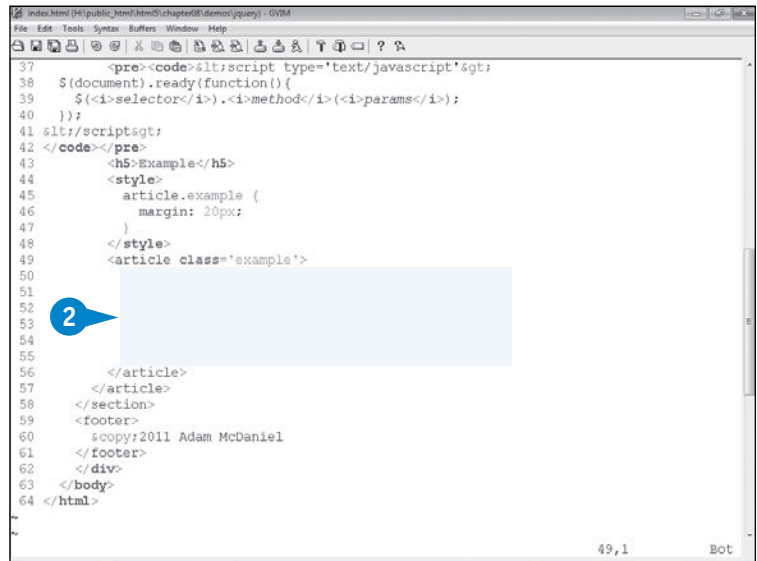 index.html (H:\public_html\html5\chapter08\demos\jquery) - GVIM
File Edit Tools Syntax Buffers Window Help
37 <pre><code>&lt;script type='text/javascript'&gt;
38 $(document).ready(function(){
39 $(<i>selector</i>).<i>method</i>(<i>params</i>);
40 });
41 &lt;/script&gt;
42 </code></pre>
43 <h5>Example</h5>
44 <style>
45 article.example {
46 margin: 20px;
47 }
48 </style>
49 <article class='example'>
50
51
52
2
53
54
55
56 </article>
57 </article>
58 </section>
59 <footer>
60 &copy;2011 Adam McDaniel
61 </footer>
62 </div>
63 </body>
64 </html>
~
~
49,1 Bot